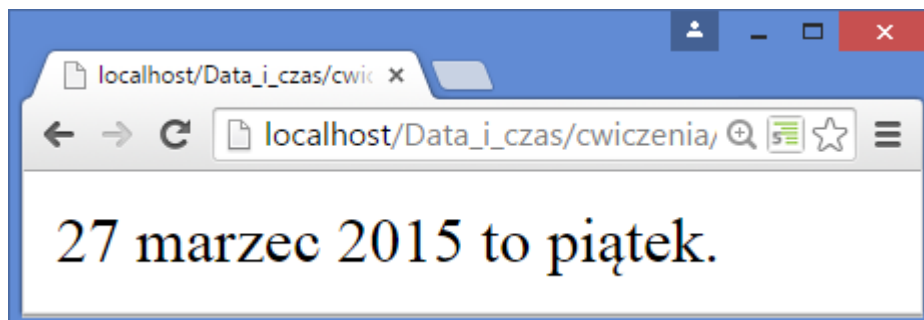 localhost/Data_i_czas/cwic
localhost/Data_i_czas/cwiczenia/
27 marzec 2015 to piątek.